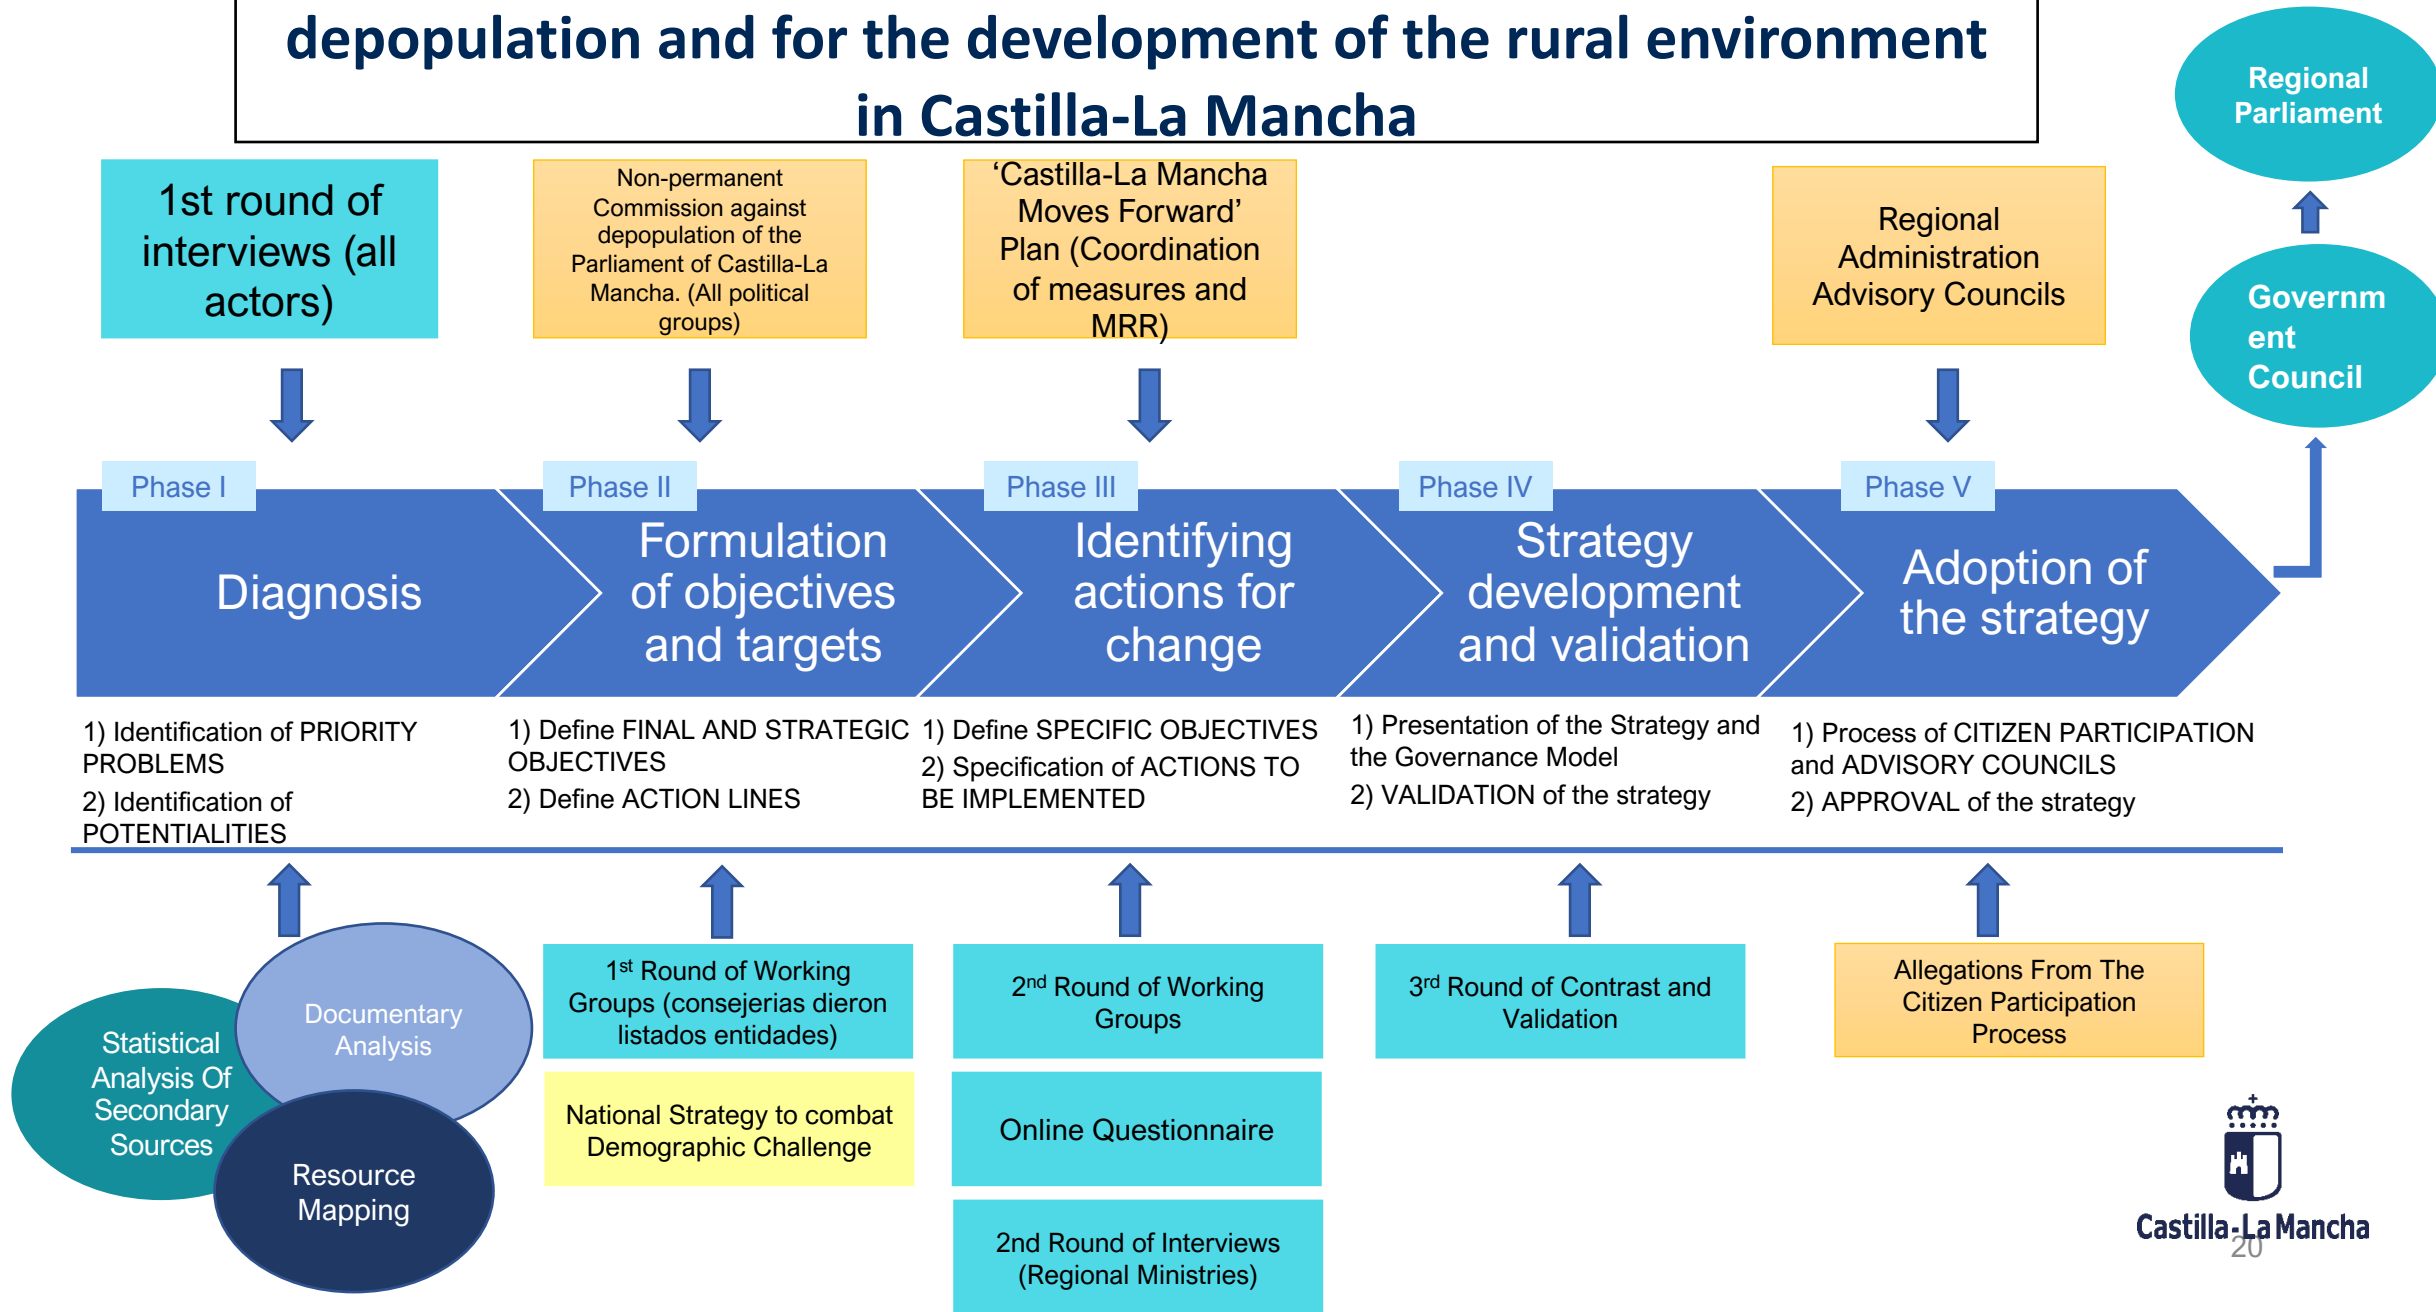 depopulation and for the development of the rural environment
in Castilla-La Mancha
Regional
Parliament
Governm
ent
Council
1st round of
interviews (all
actors)
Non-permanent
Commission against
depopulation of the
Parliament of Castilla-La
Mancha. (All political
groups)
‘Castilla-La Mancha
Moves Forward’
Plan (Coordination
of measures and
MRR)
Regional
Administration
Advisory Councils
Phase I
Diagnosis
Phase II
Formulation
of objectives
and targets
Phase III
Identifying
actions for
change
Phase IV
Strategy
development
and validation
Phase V
Adoption of
the strategy
1) Identification of PRIORITY
PROBLEMS
2) Identification of
POTENTIALITIES
1) Define FINAL AND STRATEGIC
OBJECTIVES
2) Define ACTION LINES
1) Define SPECIFIC OBJECTIVES
2) Specification of ACTIONS TO
BE IMPLEMENTED
1) Presentation of the Strategy and
the Governance Model
2) VALIDATION of the strategy
1) Process of CITIZEN PARTICIPATION
and ADVISORY COUNCILS
2) APPROVAL of the strategy
Statistical
Analysis Of
Secondary
Sources
Documentary
Analysis
Resource
Mapping
1st Round of Working
Groups (consejerias dieron
listados entidades)
National Strategy to combat
Demographic Challenge
2nd Round of Working
Groups
Online Questionnaire
2nd Round of Interviews
(Regional Ministries)
3rd Round of Contrast and
Validation
Allegations From The
Citizen Participation
Process
Castilla-La Mancha
20